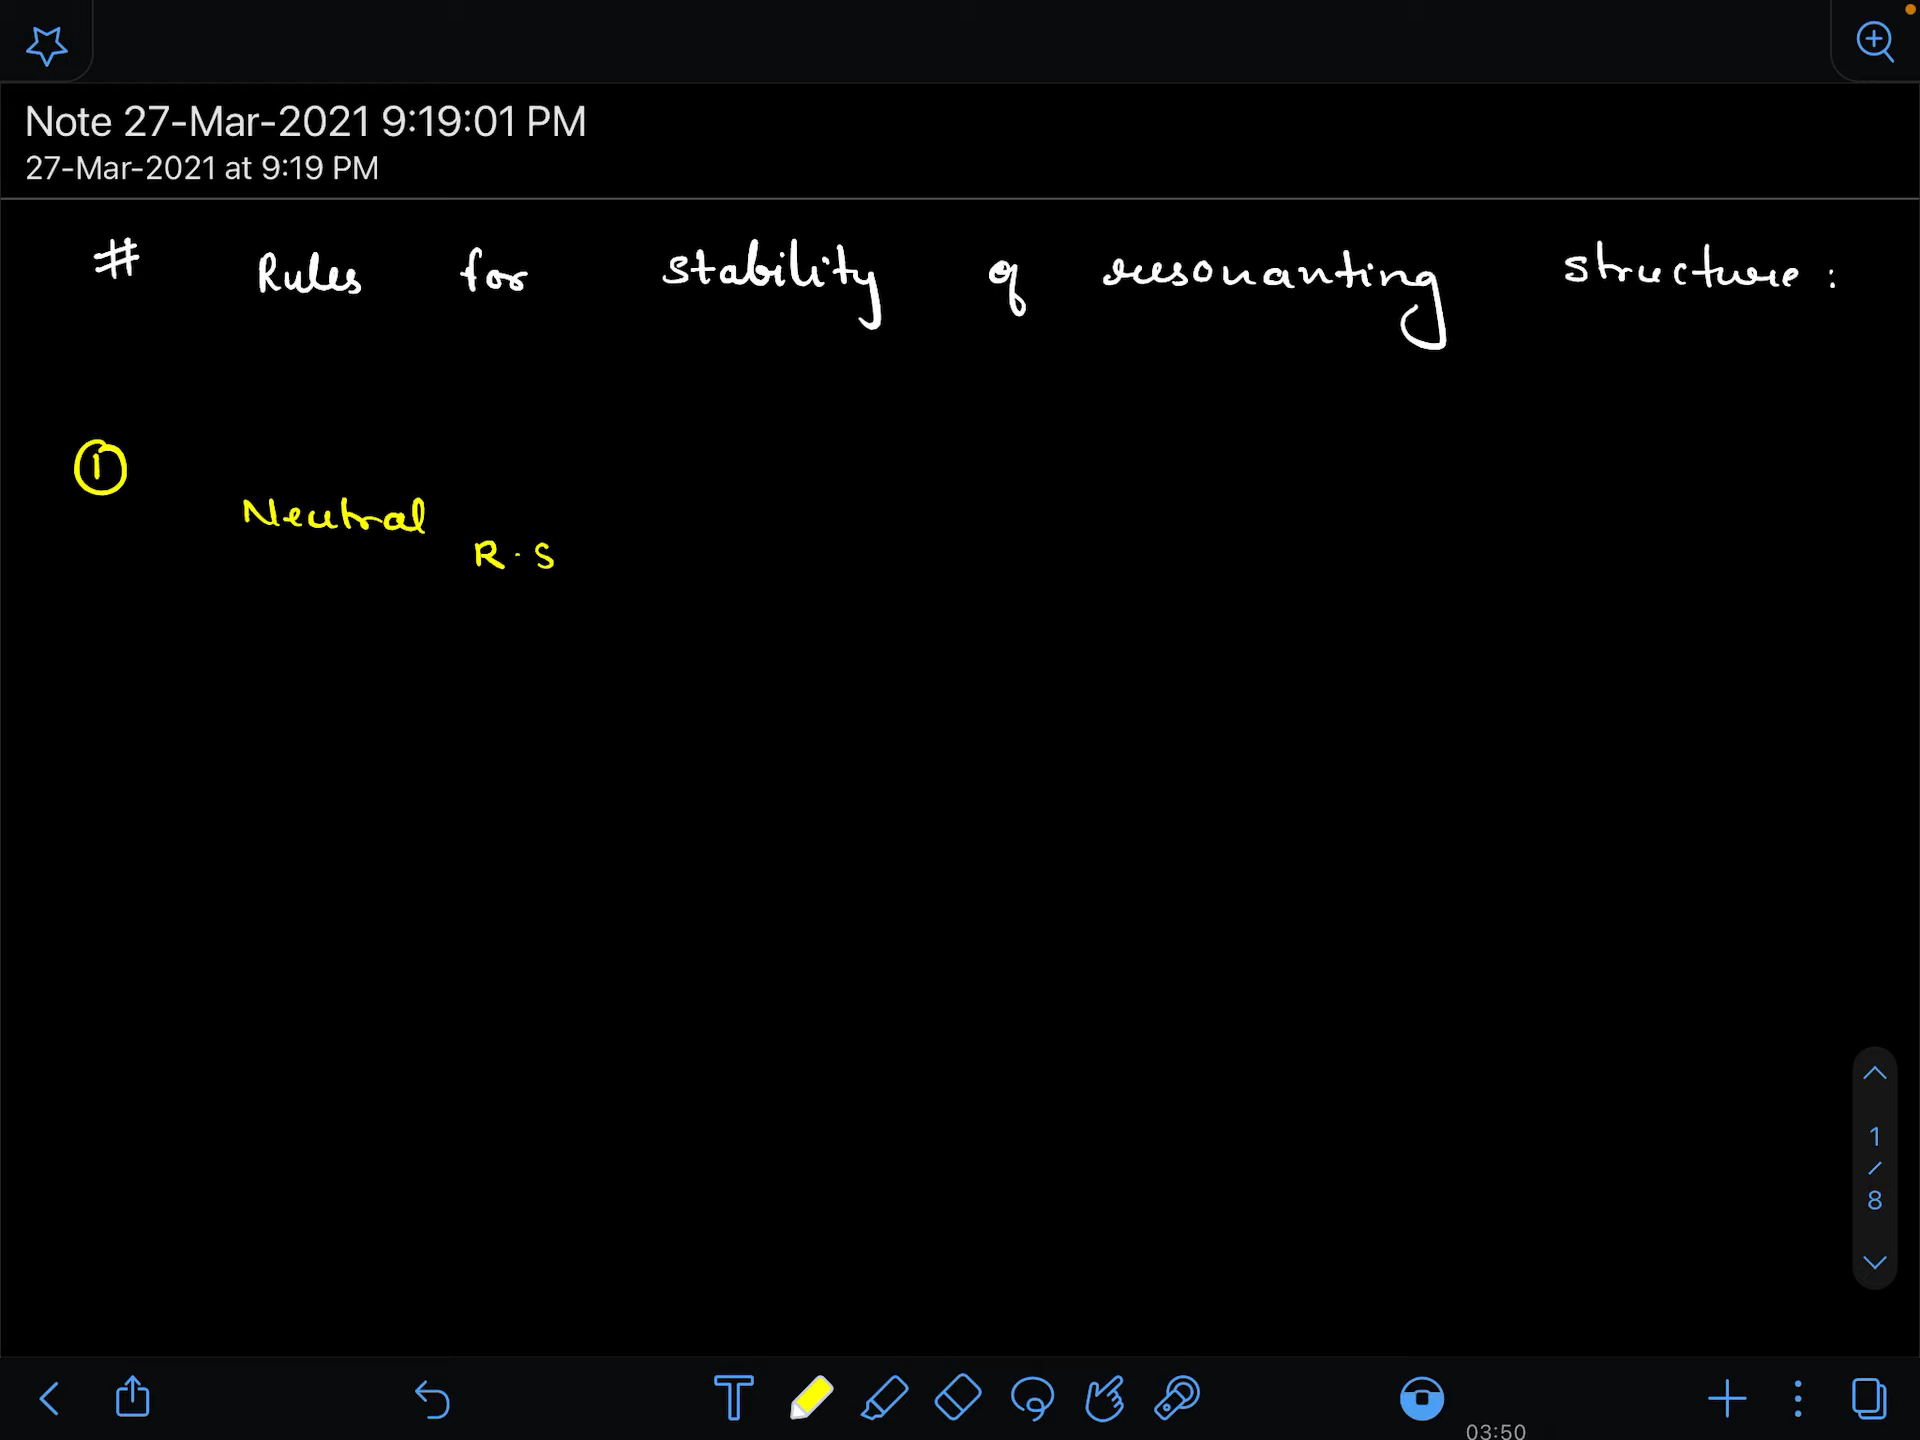 Note 27-Mar-2021 9:19:01 PM
27-Mar-2021 at 9:19 PM
# Rules for stability of resonanting structure:
① Neutral R.S
1
/
8
T
03:50